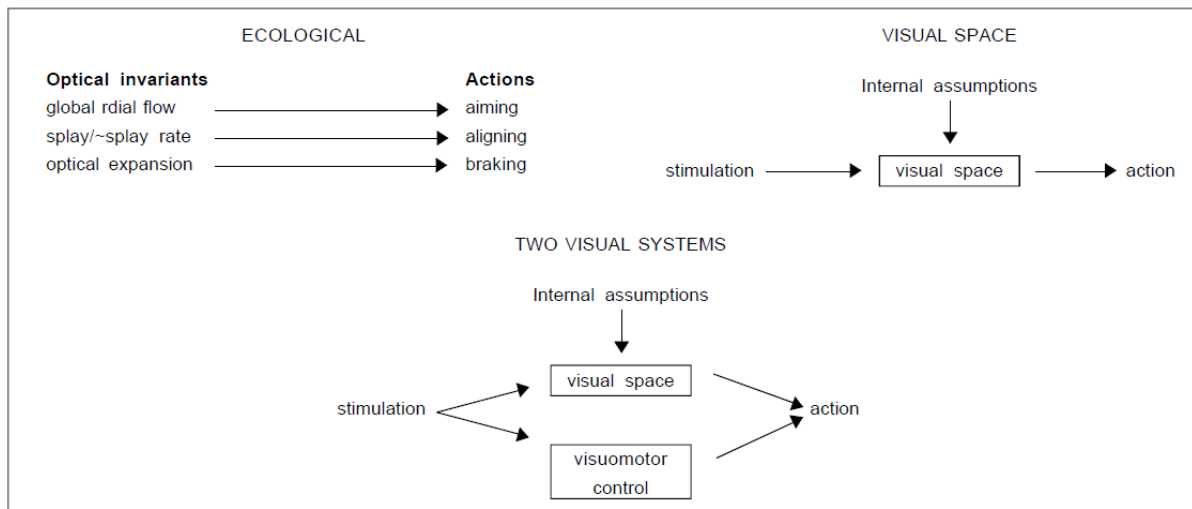 ECOLOGICAL
Optical invariants Actions
global rdial flow aiming
splay/~splay rate aligning
optical expansion braking
VISUAL SPACE
Internal assumptions
stimulation visual space action
TWO VISUAL SYSTEMS
Internal assumptions
visual space
stimulation action
visuomotor
control